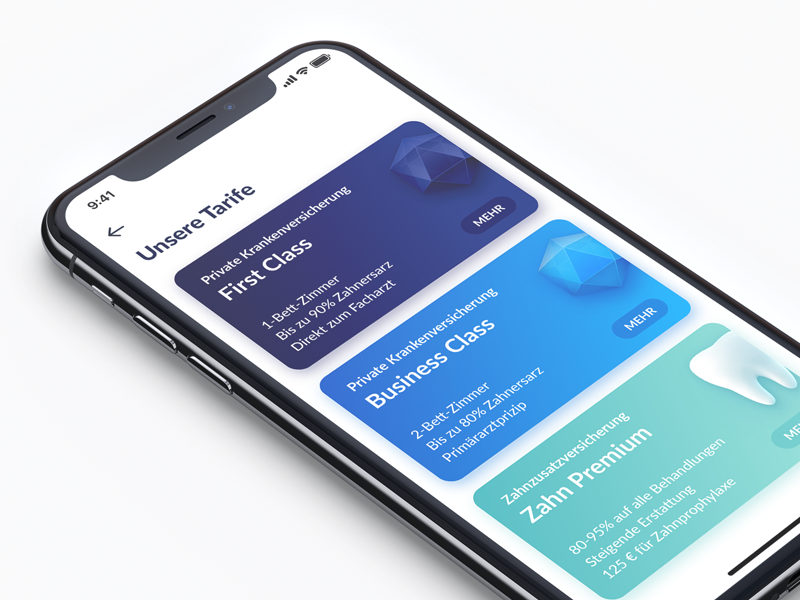 9:41
Unsere Tarife
Private Krankenversicherung
First Class
1-Bett-Zimmer
Bis zu 90% Zahnersarz
Direkt zum Facharzt
MEHR
Private Krankenversicherung
Business Class
2-Bett-Zimmer
Bis zu 80% Zahnersarz
Primärarztprizip
MEHR
Zahnzusatzversicherung
Zahn Premium
80-95% auf alle Behandlungen
Steigende Erstattung
125 € für Zahnprophylaxe